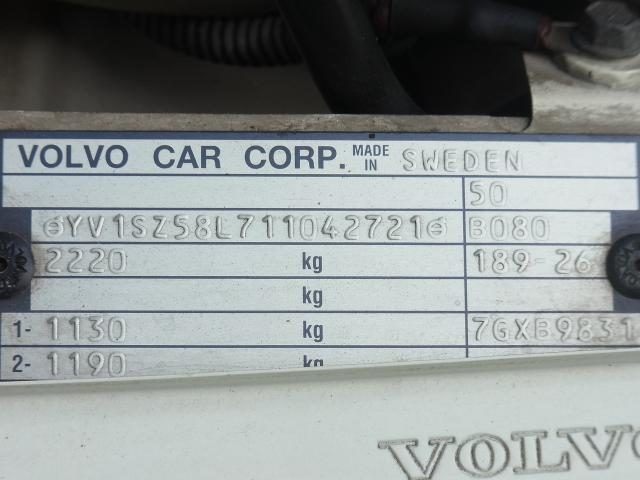 VOLVO CAR CORP. MADE IN SWEDEN
50
YV1SZ58L711042721 B080
2220 kg 189-26
kg
1- 1130 kg 7GXB9831
2- 1190 kg
VOLVO